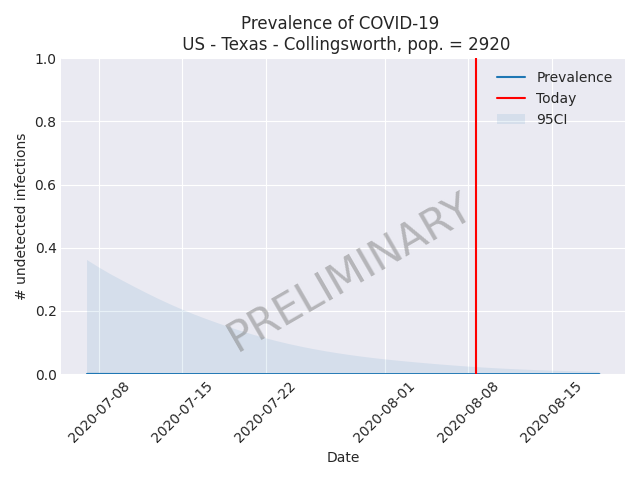 Prevalence of COVID-19
US - Texas - Collingsworth, pop. = 2920
Prevalence
Today
95CI
1.0
0.8
0.6
0.4
0.2
0.0
# undetected infections
PRELIMINARY
2020-07-08
2020-07-15
2020-07-22
2020-08-01
2020-08-08
2020-08-15
Date